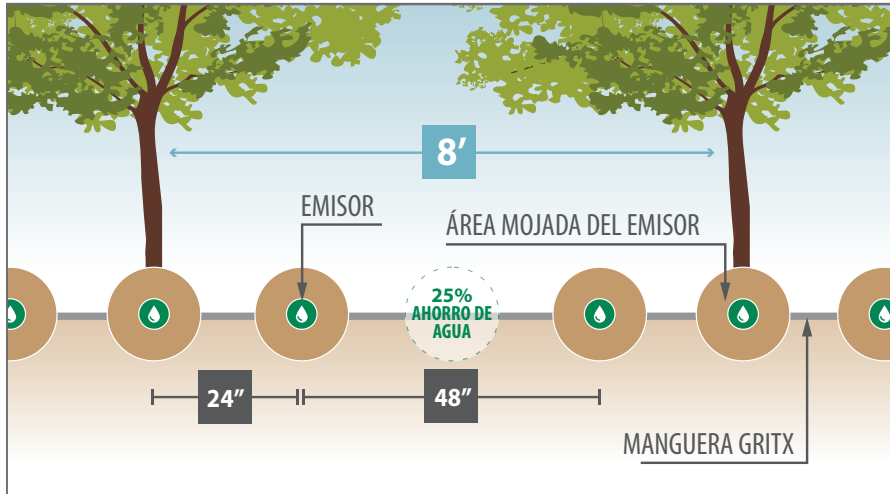 8’
EMISOR
ÁREA MOJADA DEL EMISOR
25%
AHORRO DE
AGUA
24”
48”
MANGUERA GRITX